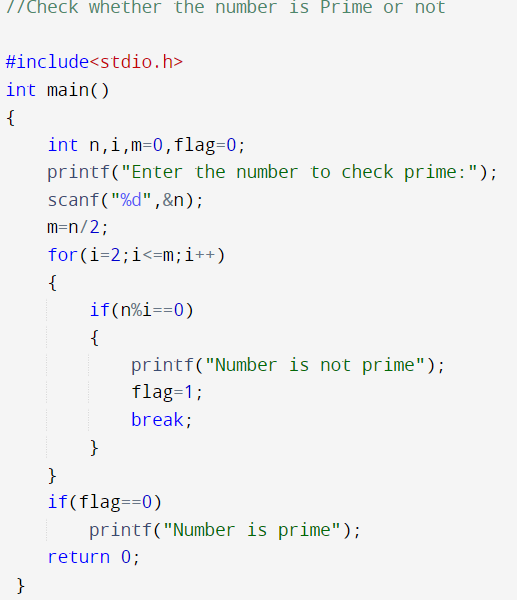 //Check whether the number is Prime or not
#include<stdio.h>
int main()
{
    int n,i,m=0,flag=0;
    printf("Enter the number to check prime:");
    scanf("%d",&n);
    m=n/2;
    for(i=2;i<=m;i++)
    {
        if(n%i==0)
        {
            printf("Number is not prime");
            flag=1;
            break;
        }
    }
    if(flag==0)
        printf("Number is prime");
    return 0;
 }